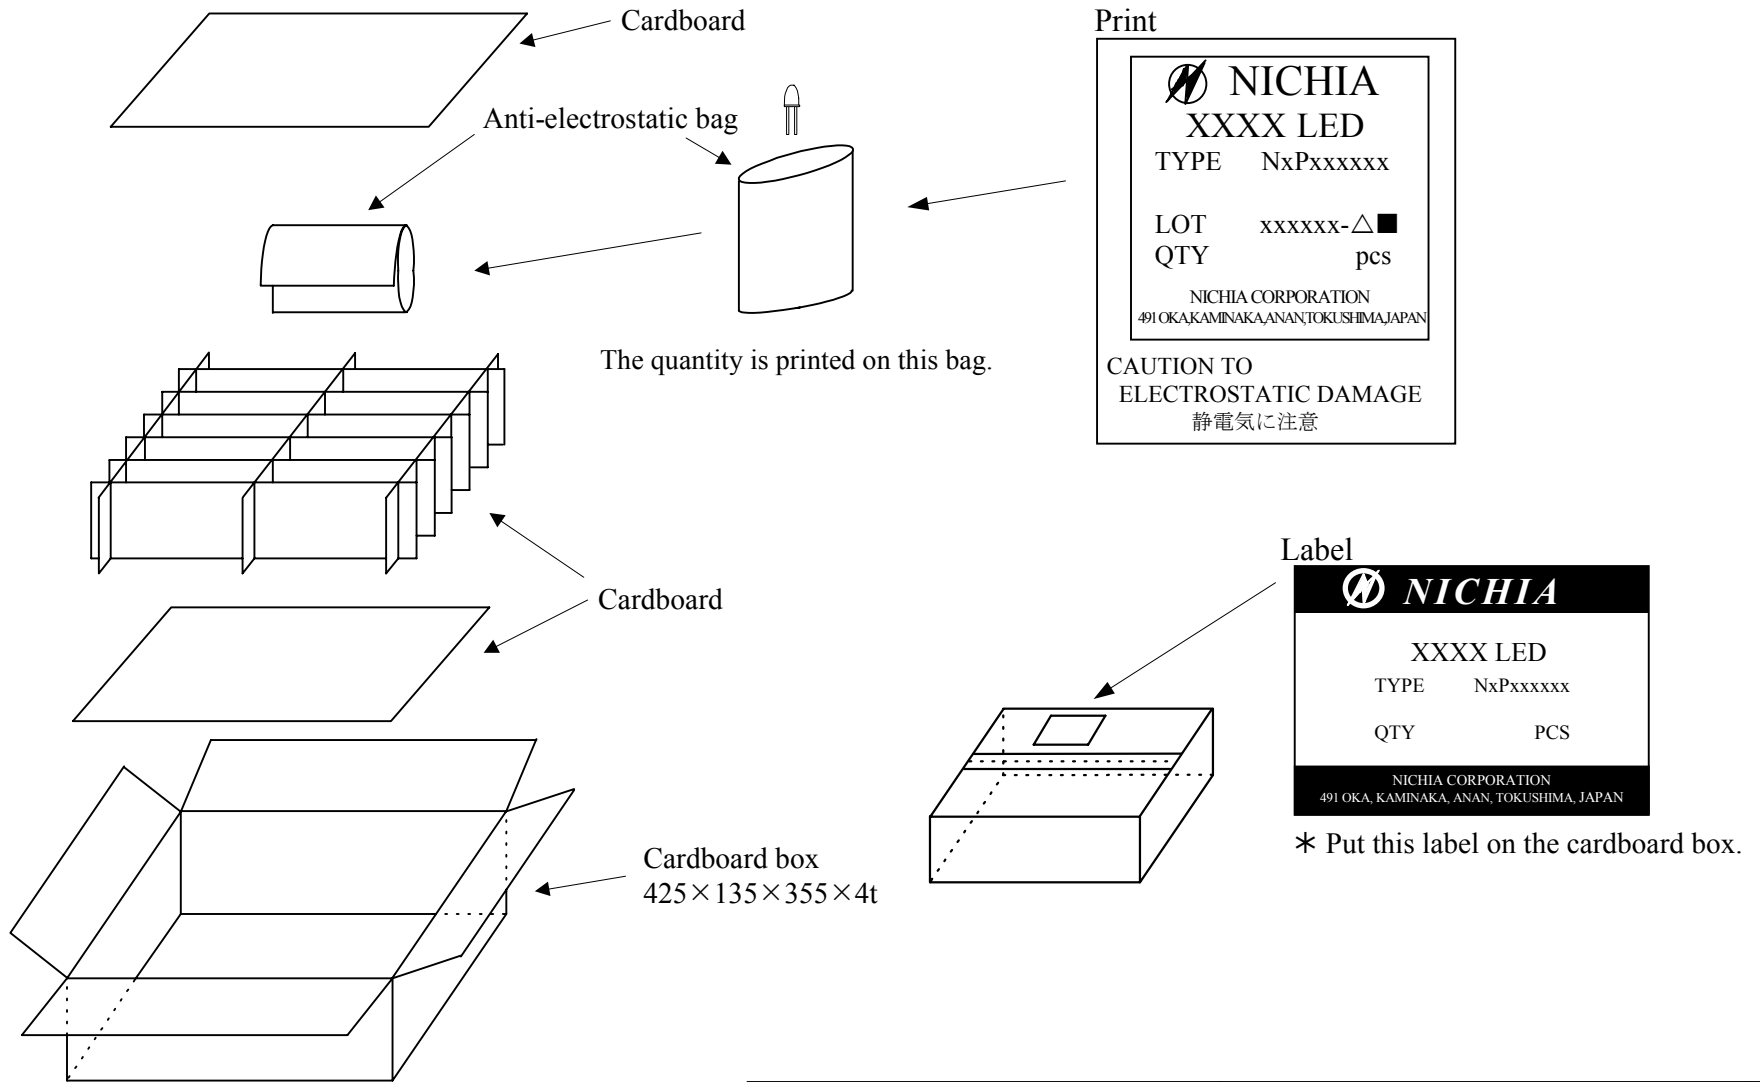 Cardboard
Anti-electrostatic bag
The quantity is printed on this bag.
Cardboard
Cardboard box
425×135×355×4t
Print
NICHIA
XXXX LED
TYPE NxPxxxxxx
LOT xxxxxx-△■
QTY pcs
NICHIA CORPORATION
491 OKA,KAMINAKA,ANAN,TOKUSHIMA,JAPAN
CAUTION TO
ELECTROSTATIC DAMAGE
静電気に注意
Label
NICHIA
XXXX LED
TYPE NxPxxxxxx
QTY PCS
NICHIA CORPORATION
491 OKA, KAMINAKA, ANAN, TOKUSHIMA, JAPAN
＊ Put this label on the cardboard box.